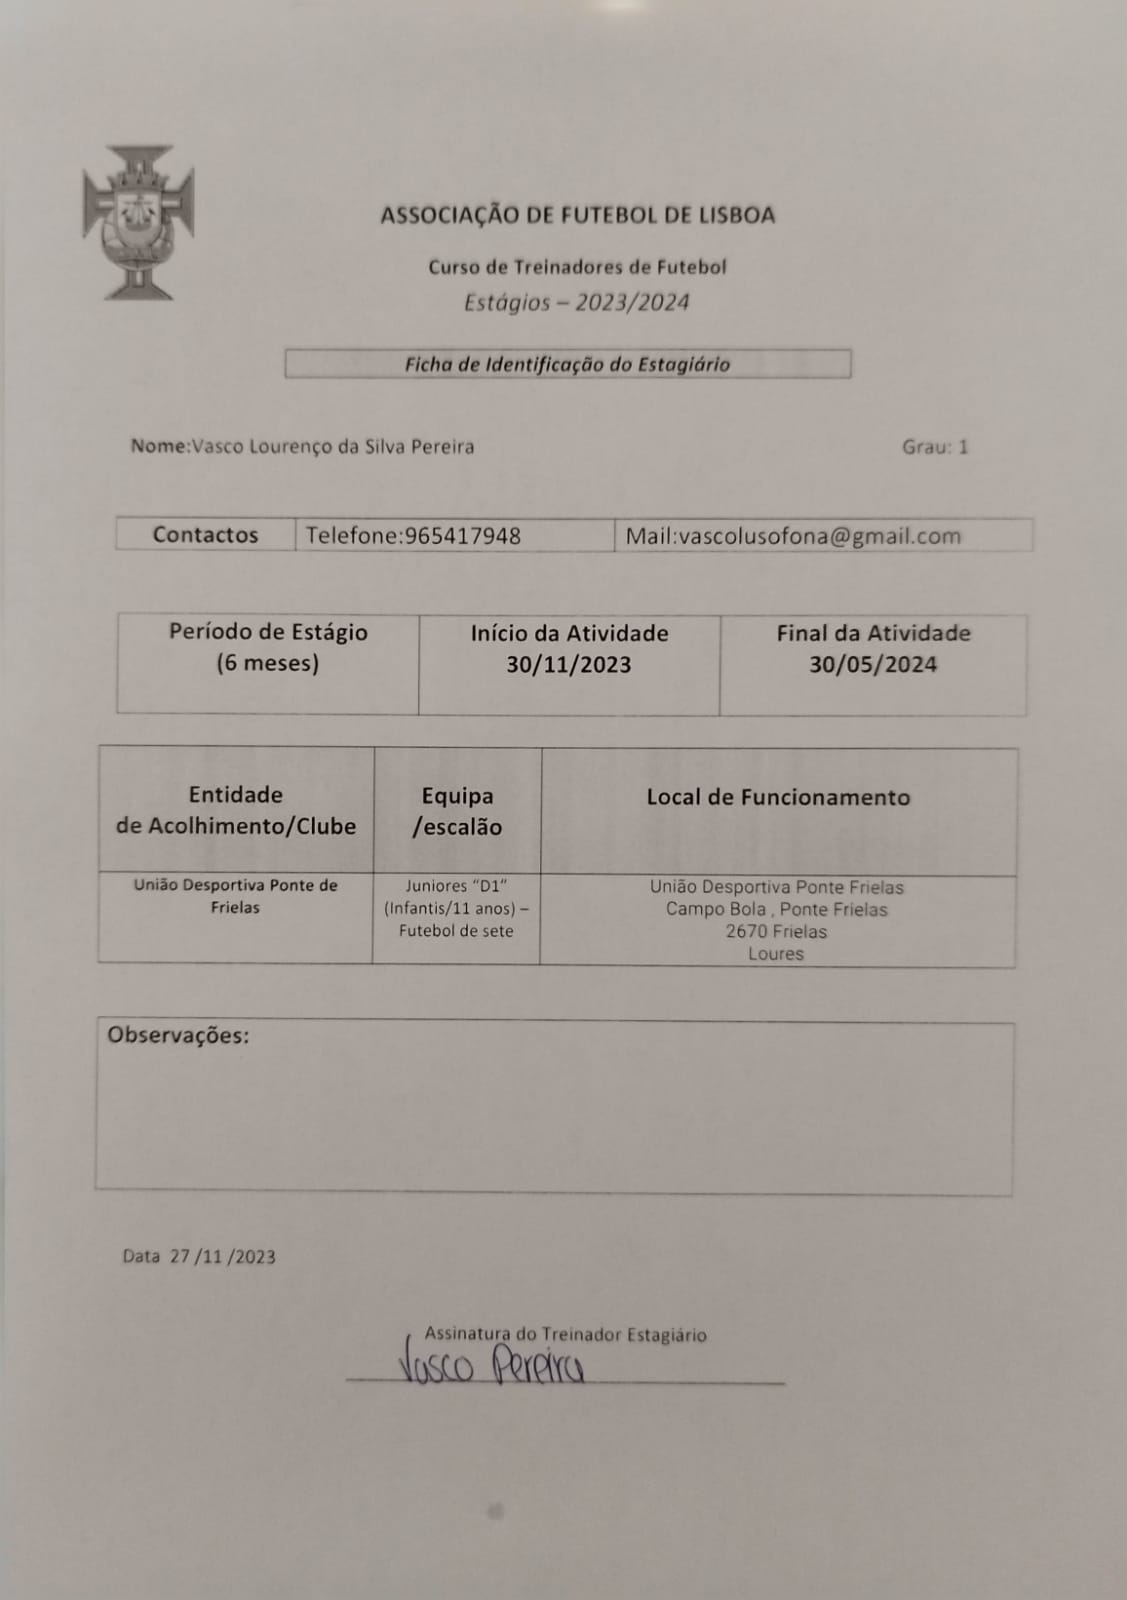 ASSOCIAÇÃO DE FUTEBOL DE LISBOA
Curso de Treinadores de Futebol
Estágios – 2023/2024
Ficha de Identificação do Estagiário
Nome:Vasco Lourenço da Silva Pereira Grau: 1
Contactos Telefone:965417948 Mail:vascolusofona@gmail.com
Período de Estágio Início da Atividade Final da Atividade
(6 meses) 30/11/2023 30/05/2024
Entidade Equipa Local de Funcionamento
de Acolhimento/Clube /escalão
União Desportiva Ponte de Juniores “D1” União Desportiva Ponte Frielas
Frielas (Infantis/11 anos) – Campo Bola , Ponte Frielas
Futebol de sete 2670 Frielas
Loures
Observações:
Data 27 /11 /2023
Assinatura do Treinador Estagiário
Vasco Pereira